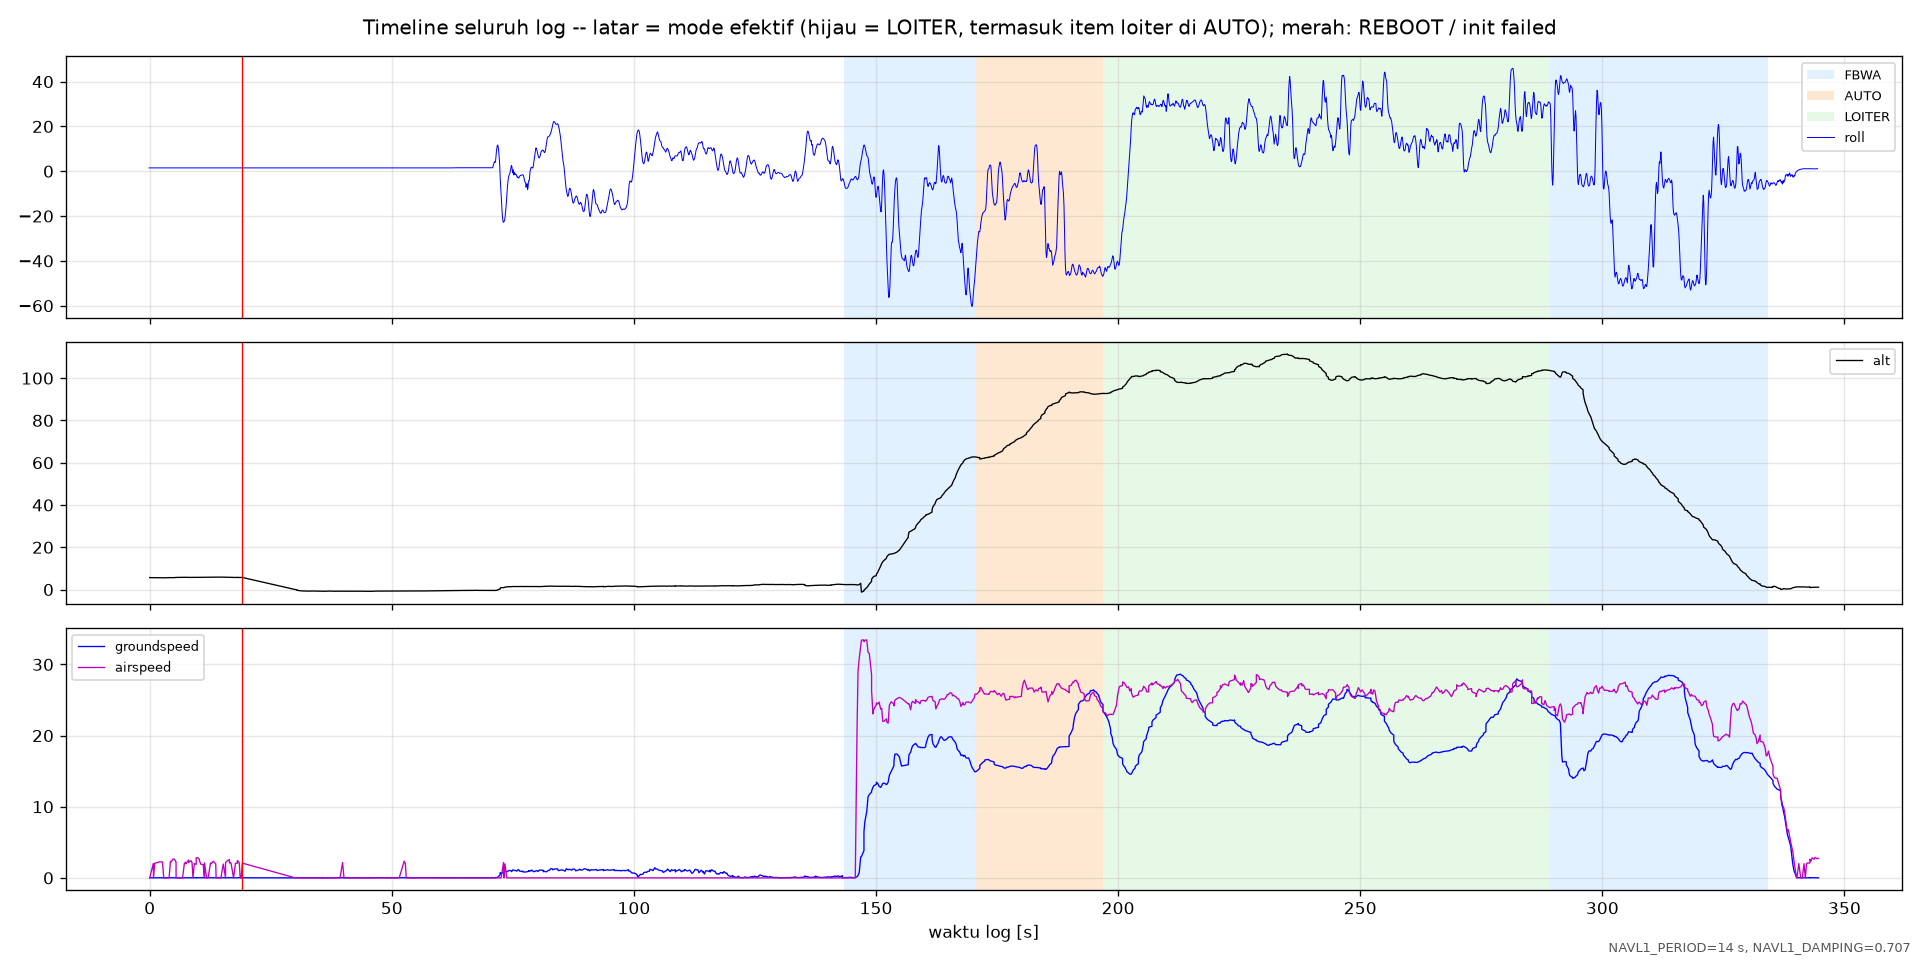 Timeline seluruh log -- latar = mode efektif (hijau = LOITER, termasuk item loiter di AUTO); merah: REBOOT / init failed
40
20
0
−20
−40
−60
FBWA
AUTO
LOITER
roll
100
80
60
40
20
0
alt
30
20
10
0
groundspeed
airspeed
0 50 100 150 200 250 300 350
waktu log [s]
NAVL1_PERIOD=14 s, NAVL1_DAMPING=0.707